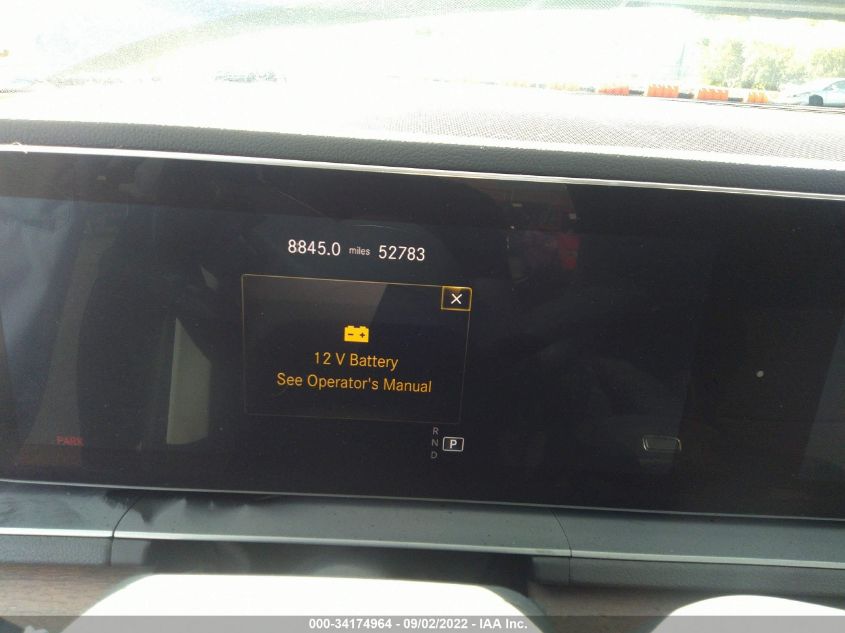 8845.0 miles 52783
12 V Battery
See Operator's Manual
R
N P
D
PARK
000-34174964 - 09/02/2022 - IAA Inc.